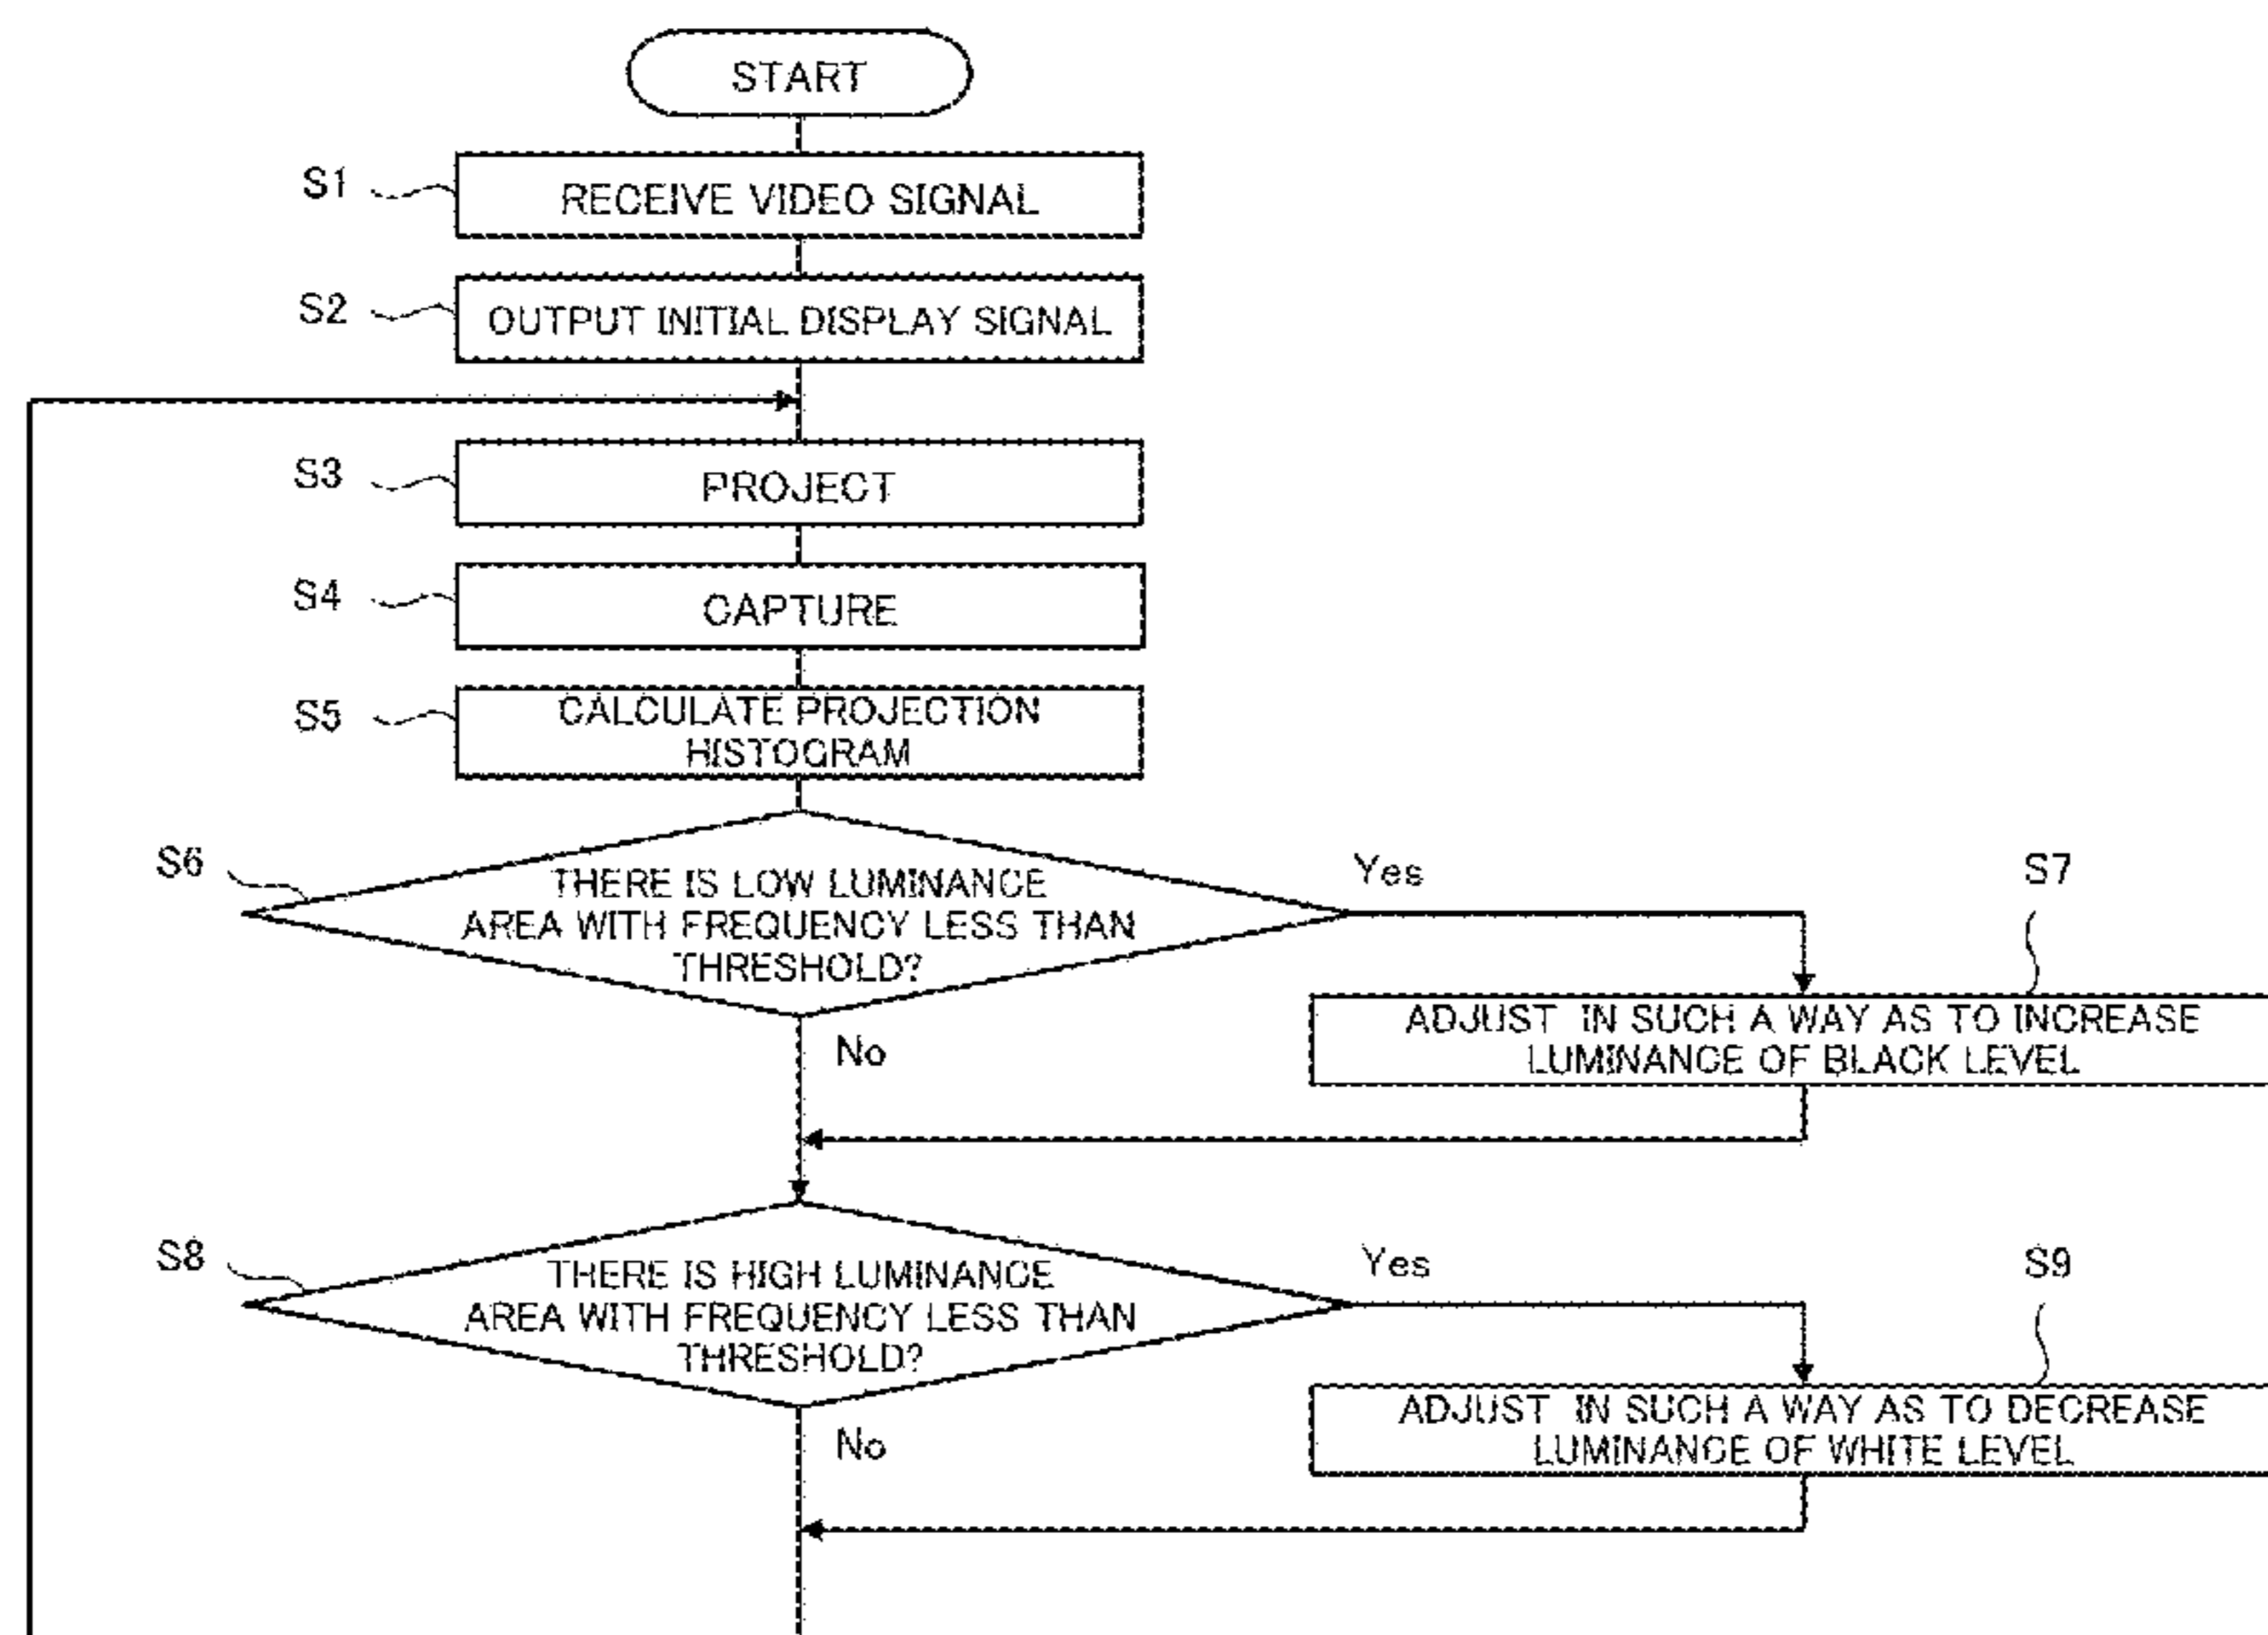 START
S1
RECEIVE VIDEO SIGNAL
S2
OUTPUT INITIAL DISPLAY SIGNAL
S3
PROJECT
S4
CAPTURE
S5
CALCULATE PROJECTION
HISTOGRAM
S6
THERE IS LOW LUMINANCE
AREA WITH FREQUENCY LESS THAN
THRESHOLD?
Yes
No
S7
ADJUST IN SUCH A WAY AS TO INCREASE
LUMINANCE OF BLACK LEVEL
S8
THERE IS HIGH LUMINANCE
AREA WITH FREQUENCY LESS THAN
THRESHOLD?
Yes
No
S9
ADJUST IN SUCH A WAY AS TO DECREASE
LUMINANCE OF WHITE LEVEL